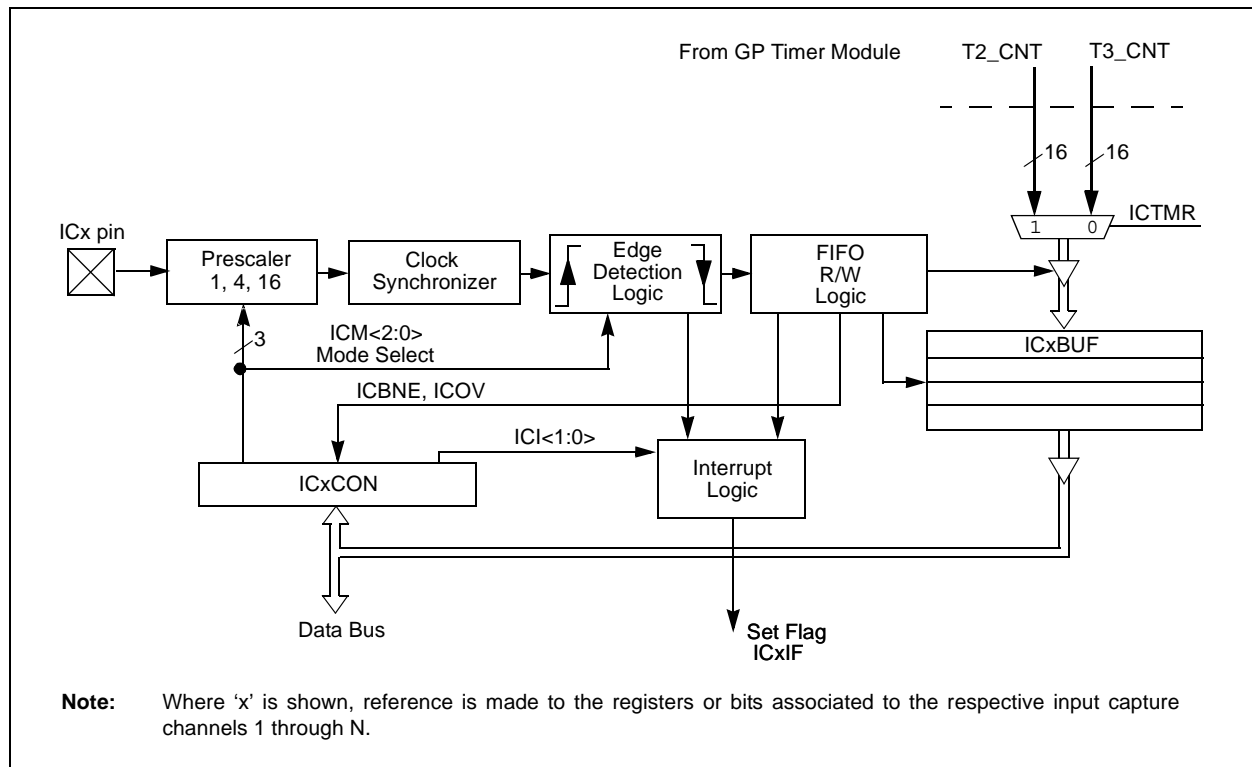 From GP Timer Module
T2_CNT
T3_CNT
16
16
ICx pin
1
0
ICTMR
Prescaler
1, 4, 16
Clock
Synchronizer
Edge
Detection
Logic
FIFO
R/W
Logic
3
ICM<2:0>
Mode Select
ICxBUF
ICBNE, ICOV
ICI<1:0>
ICxCON
Interrupt
Logic
Data Bus
Set Flag
ICxIF
Note: Where ‘x’ is shown, reference is made to the registers or bits associated to the respective input capture
channels 1 through N.